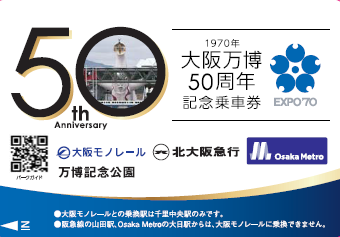 50th
Anniversary
1970年
大阪万博
50周年
記念乗車券
EXPO'70
パークガイド
大阪モノレール
北大阪急行
Osaka Metro
万博記念公園
●大阪モノレールとの乗換駅は千里中央駅のみです。
●阪急線の山田駅、Osaka Metroの大日駅からは、大阪モノレールに乗換できません。
◀IN